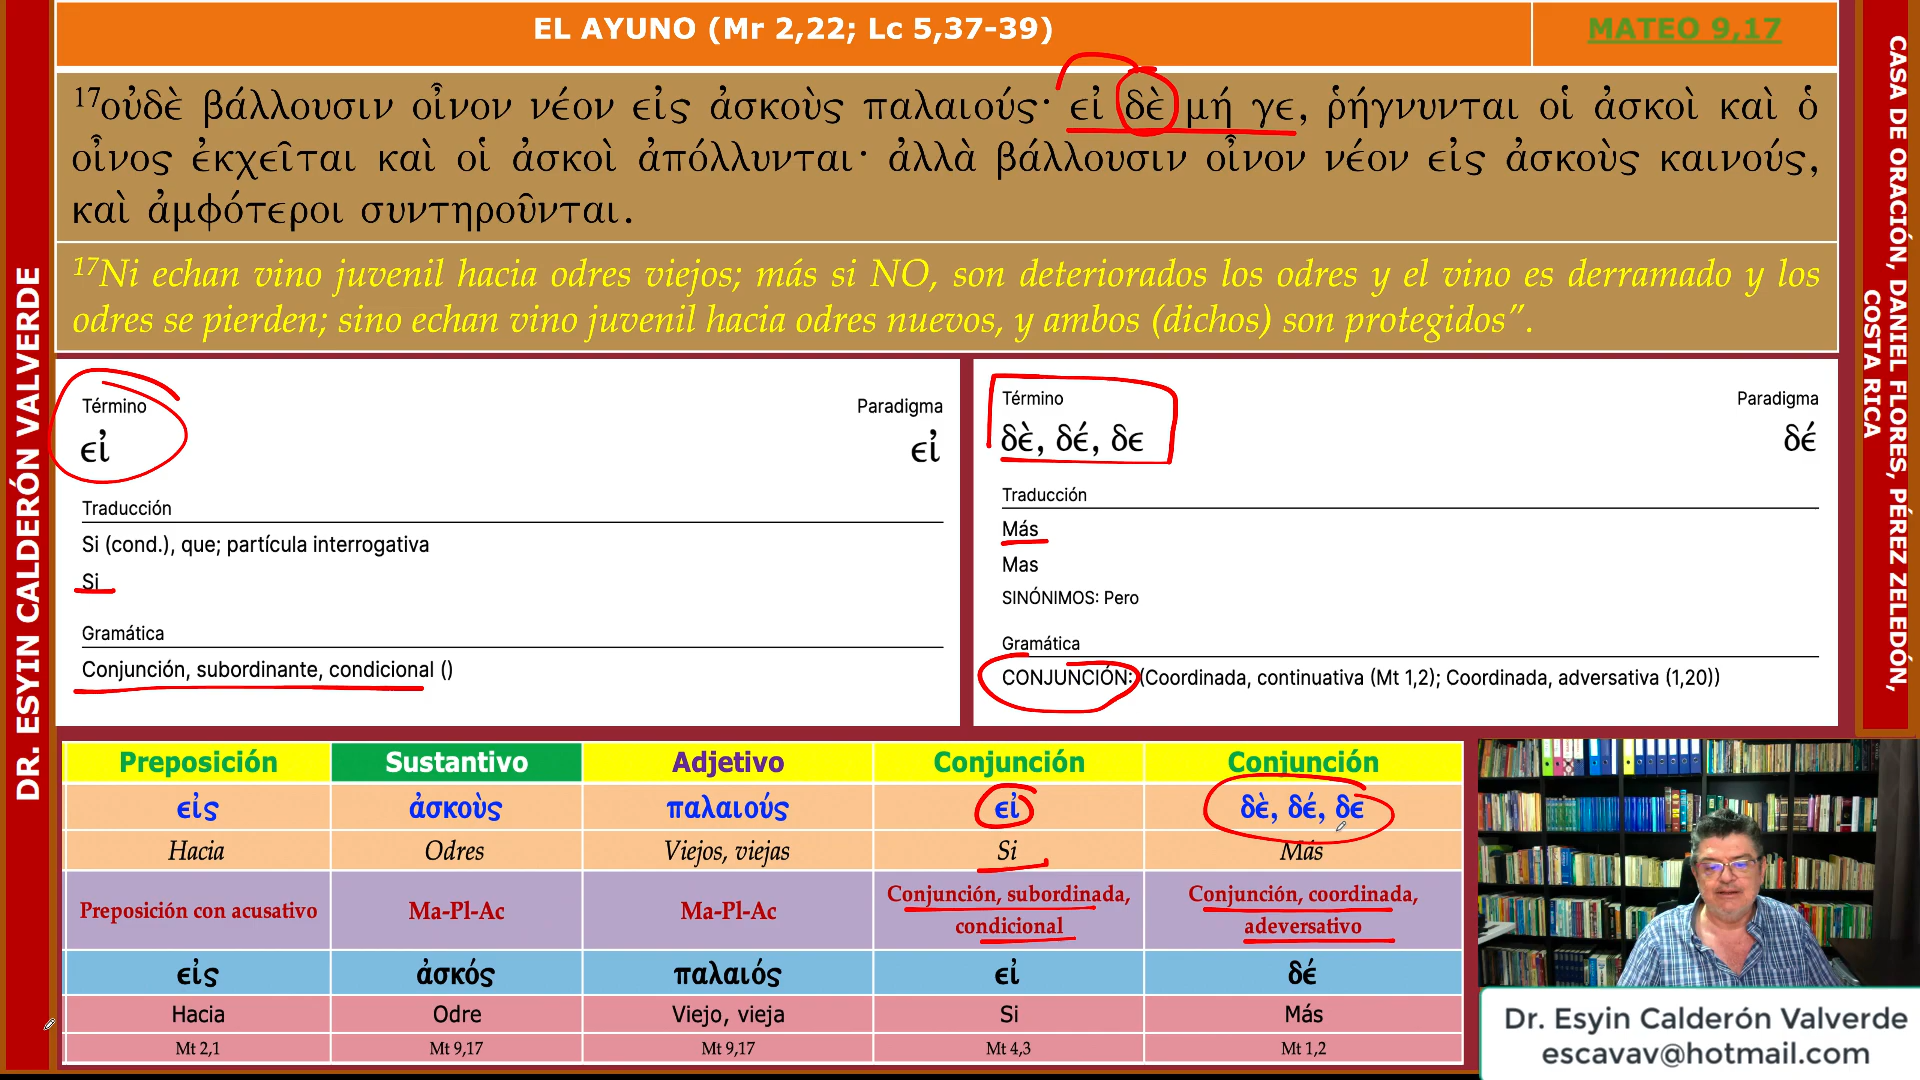 EL AYUNO (Mr 2,22; Lc 5,37-39)
MATEO 9,17
¹⁷οὐδὲ βάλλουσιν οἶνον νέον εἰς ἀσκοὺς παλαιούς· εἰ δὲ μή γε, ῥήγνυνται οἱ ἀσκοὶ καὶ ὁ
οἶνος ἐκχεῖται καὶ οἱ ἀσκοὶ ἀπόλλυνται· ἀλλὰ βάλλουσιν οἶνον νέον εἰς ἀσκοὺς καινούς,
καὶ ἀμφότεροι συντηροῦνται.
¹⁷Ni echan vino juvenil hacia odres viejos; más si NO, son deteriorados los odres y el vino es derramado y los
odres se pierden; sino echan vino juvenil hacia odres nuevos, y ambos (dichos) son protegidos”.
DR. ESYIN CALDERÓN VALVERDE
CASA DE ORACIÓN, DANIEL FLORES, PÉREZ ZELEDÓN,
COSTA RICA
Término Paradigma
εἰ εἰ
Traducción
Si (cond.), que; partícula interrogativa
Si
Gramática
Conjunción, subordinante, condicional ()
Término Paradigma
δὲ, δέ, δε δέ
Traducción
Más
Mas
SINÓNIMOS: Pero
Gramática
CONJUNCIÓN: (Coordinada, continuativa (Mt 1,2); Coordinada, adversativa (1,20))
Preposición Sustantivo Adjetivo Conjunción Conjunción
εἰς ἀσκοὺς παλαιούς εἰ δὲ, δέ, δε
Hacia Odres Viejos, viejas Si Más
Preposición con acusativo Ma-Pl-Ac Ma-Pl-Ac Conjunción, subordinada, Conjunción, coordinada,
condicional adeversativo
εἰς ἀσκός παλαιός εἰ δέ
Hacia Odre Viejo, vieja Si Más
Mt 2,1 Mt 9,17 Mt 9,17 Mt 4,3 Mt 1,2
Dr. Esyin Calderón Valverde
escavav@hotmail.com